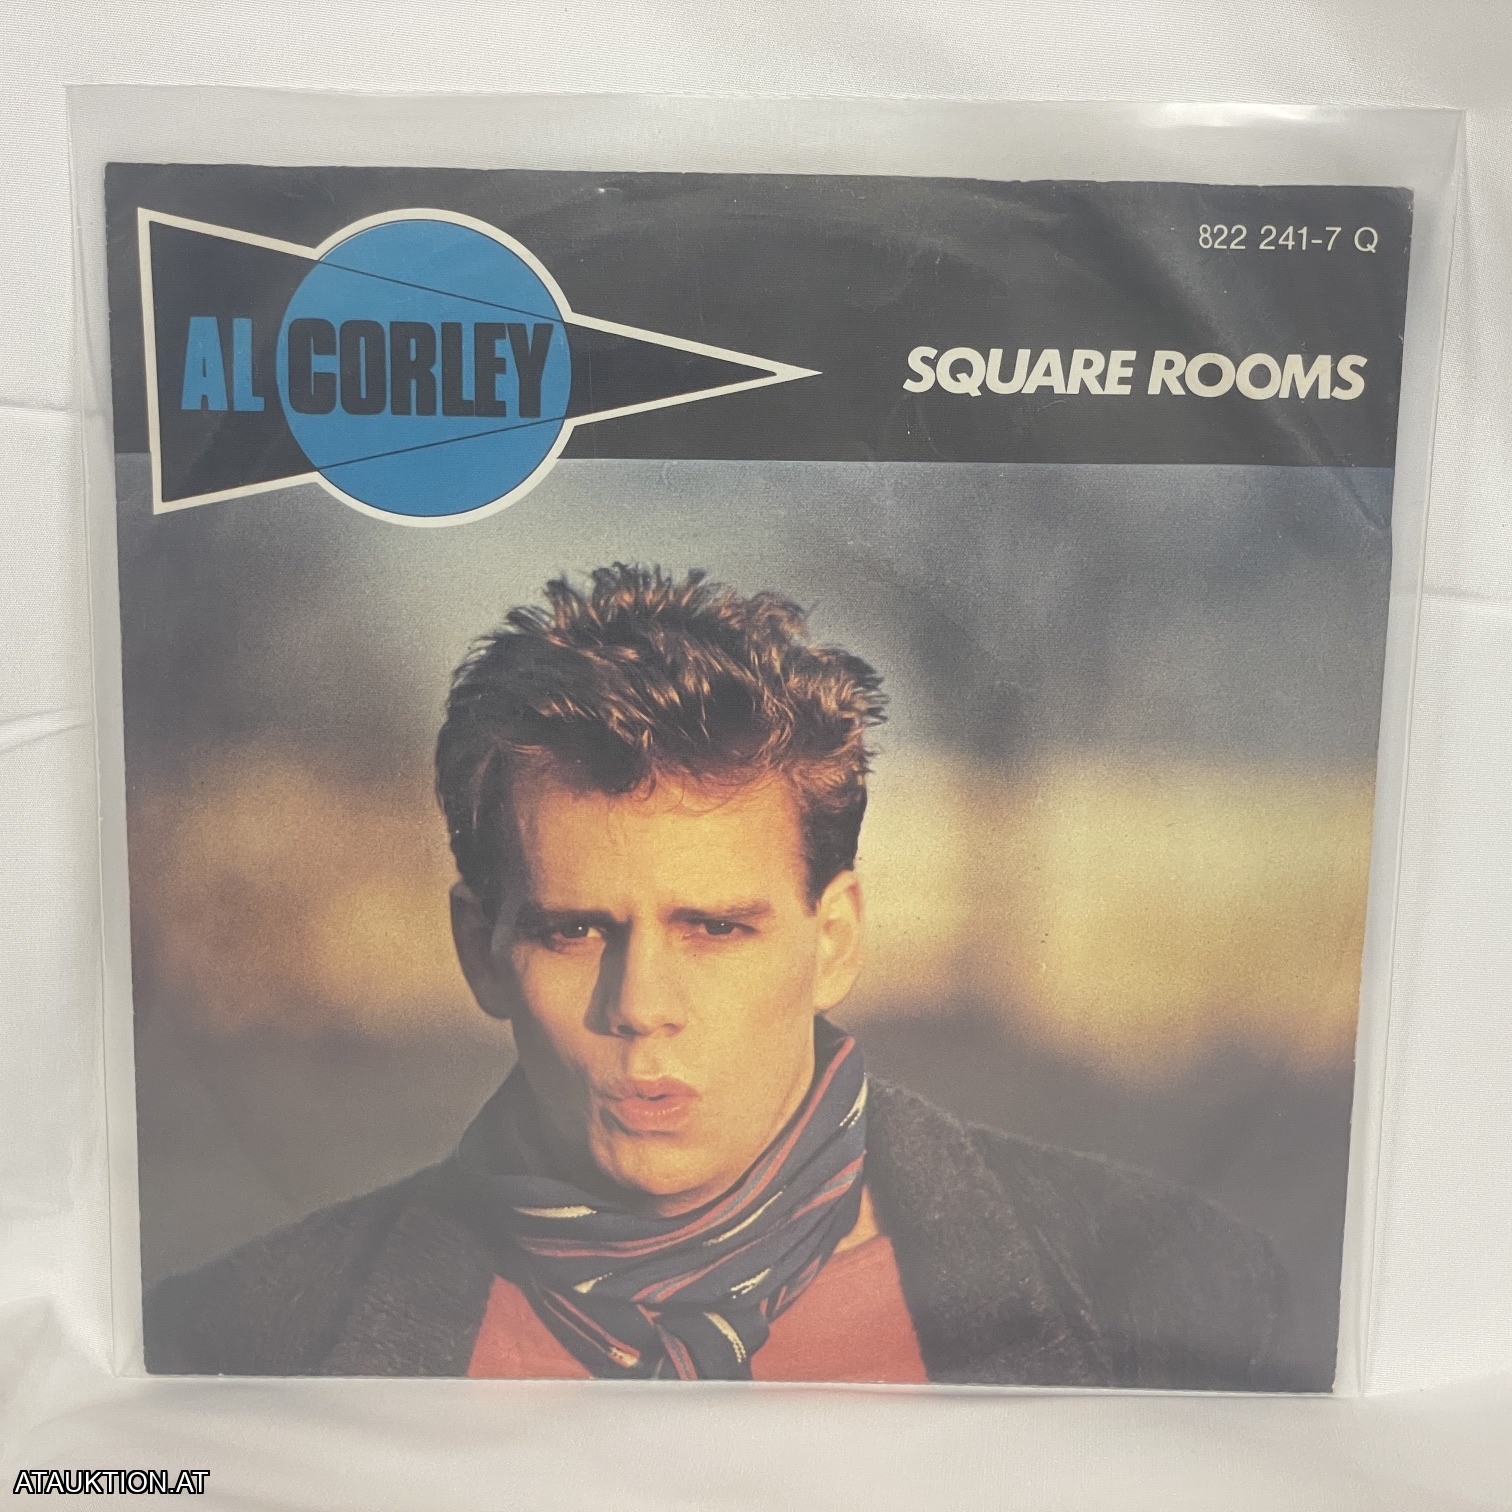 822 241-7 Q
AL CORLEY
SQUARE ROOMS
ATAUKTION.AT